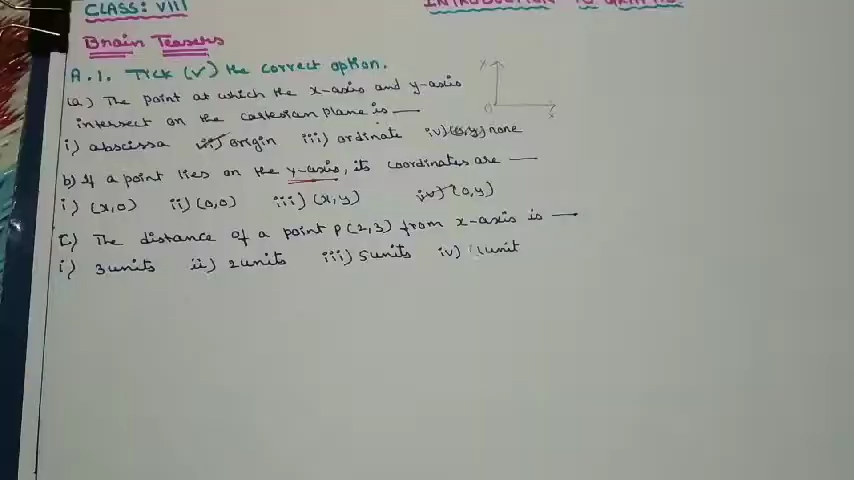 CLASS: VIII
INTRODUCTION TO GRAPHS
Brain Teasers
A.1. Tick (√) the correct option.
(a) The point at which the x-axis and y-axis
intersect on the cartesian plane is —
i) abscissa ii) origin iii) ordinate iv) none
b) If a point lies on the y-axis, its coordinates are —
i) (x,0) ii) (0,0) iii) (x,y) iv) (0,y)
c) The distance of a point P(2,3) from x-axis is —
i) 3units ii) 2units iii) 5units iv) 1unit
Y
O
X